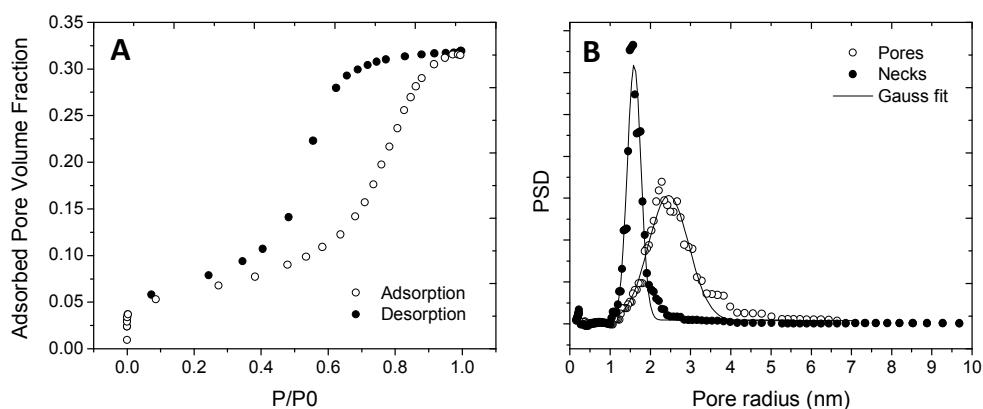 A
0.35
0.30
0.25
0.20
0.15
0.10
0.05
0.00
Adsorbed Pore Volume Fraction
Adsorption
Desorption
0.0 0.2 0.4 0.6 0.8 1.0
P/P0
B
Pores
Necks
Gauss fit
PSD
0 1 2 3 4 5 6 7 8 9 10
Pore radius (nm)